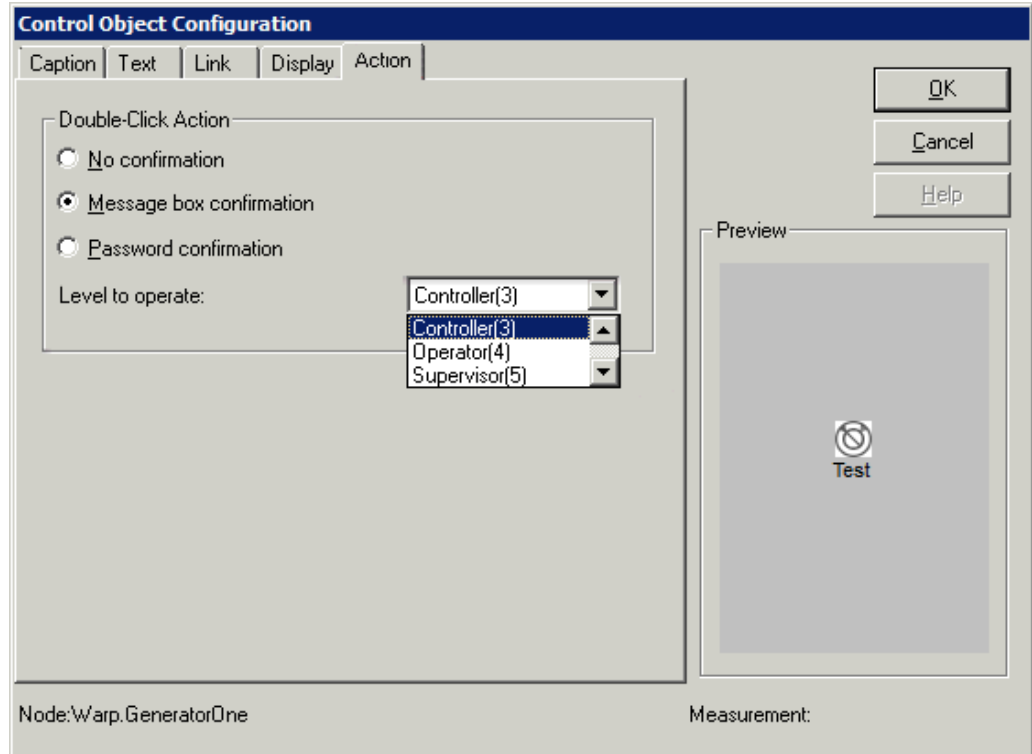 Control Object Configuration
Caption Text Link Display Action
OK
Cancel
Help
Double-Click Action
No confirmation
Message box confirmation
Password confirmation
Level to operate: Controller(3)
Controller(3)
Operator(4)
Supervisor(5)
Preview
Test
Node:Warp.GeneratorOne Measurement: